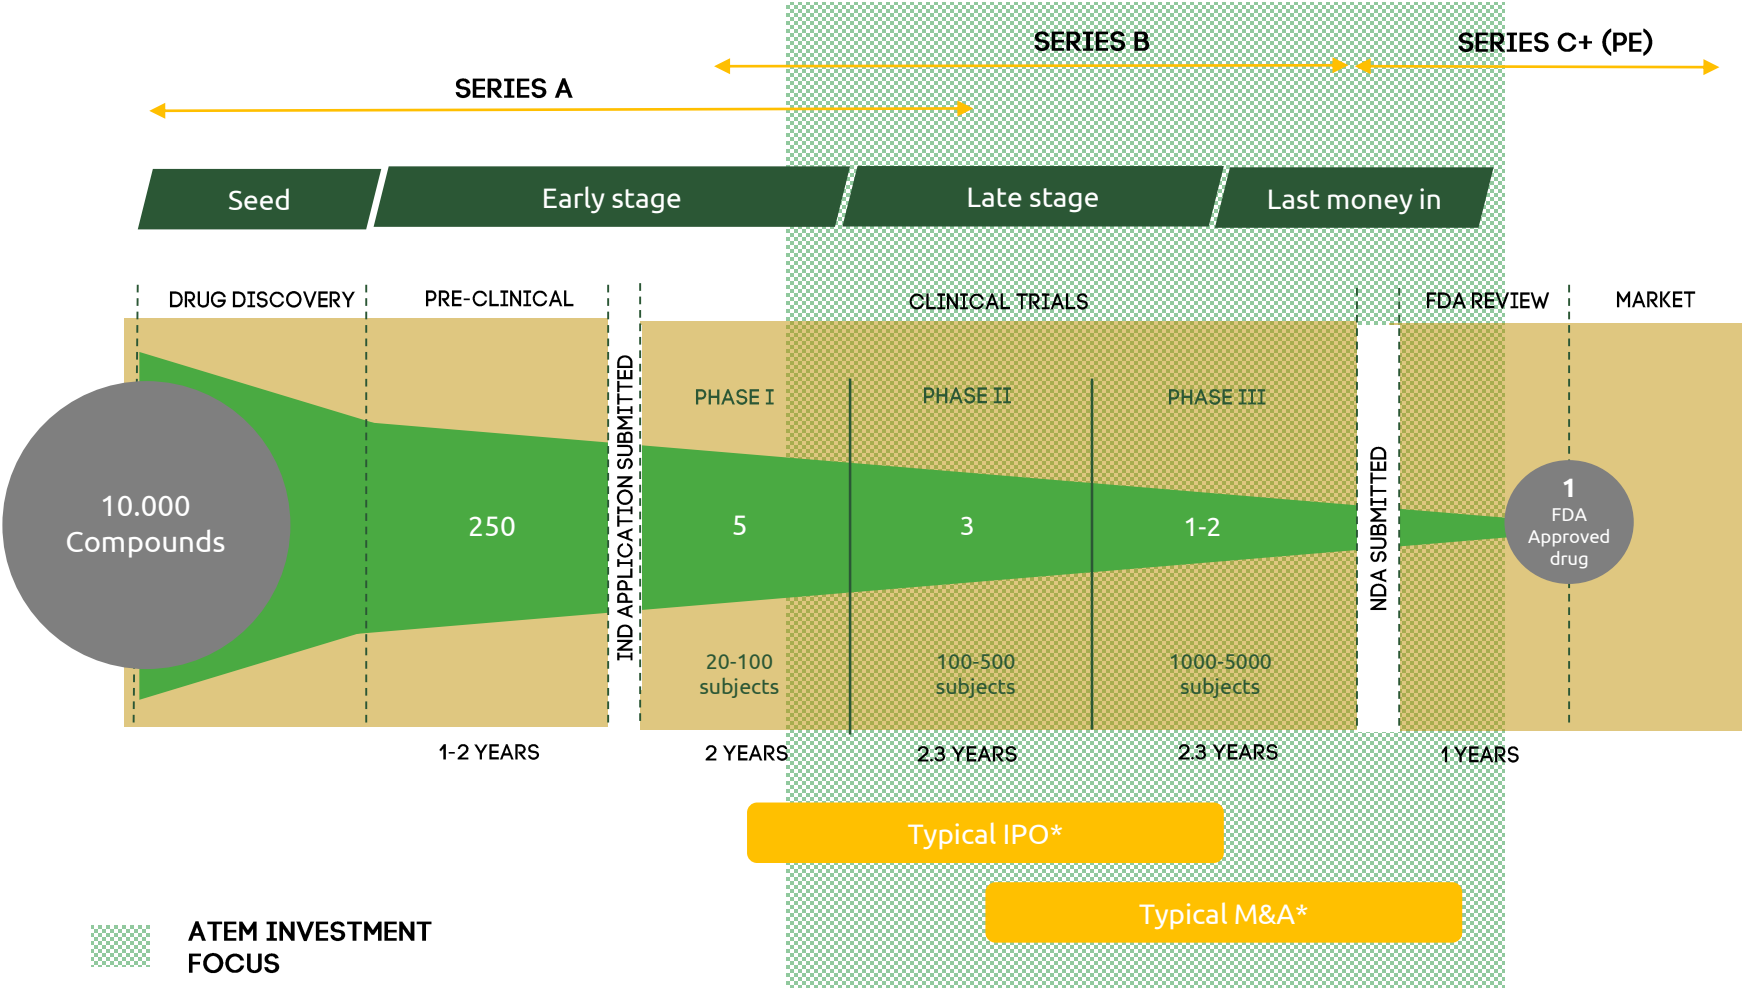 SERIES B
SERIES C+ (PE)
SERIES A
Seed
Early stage
Late stage
Last money in
DRUG DISCOVERY
PRE-CLINICAL
CLINICAL TRIALS
FDA REVIEW
MARKET
IND APPLICATION SUBMITTED
PHASE I
PHASE II
PHASE III
NDA SUBMITTED
10.000
Compounds
250
5
3
1-2
1
FDA
Approved
drug
20-100
subjects
100-500
subjects
1000-5000
subjects
1-2 YEARS
2 YEARS
2.3 YEARS
2.3 YEARS
1 YEARS
Typical IPO*
Typical M&A*
ATEM INVESTMENT
FOCUS